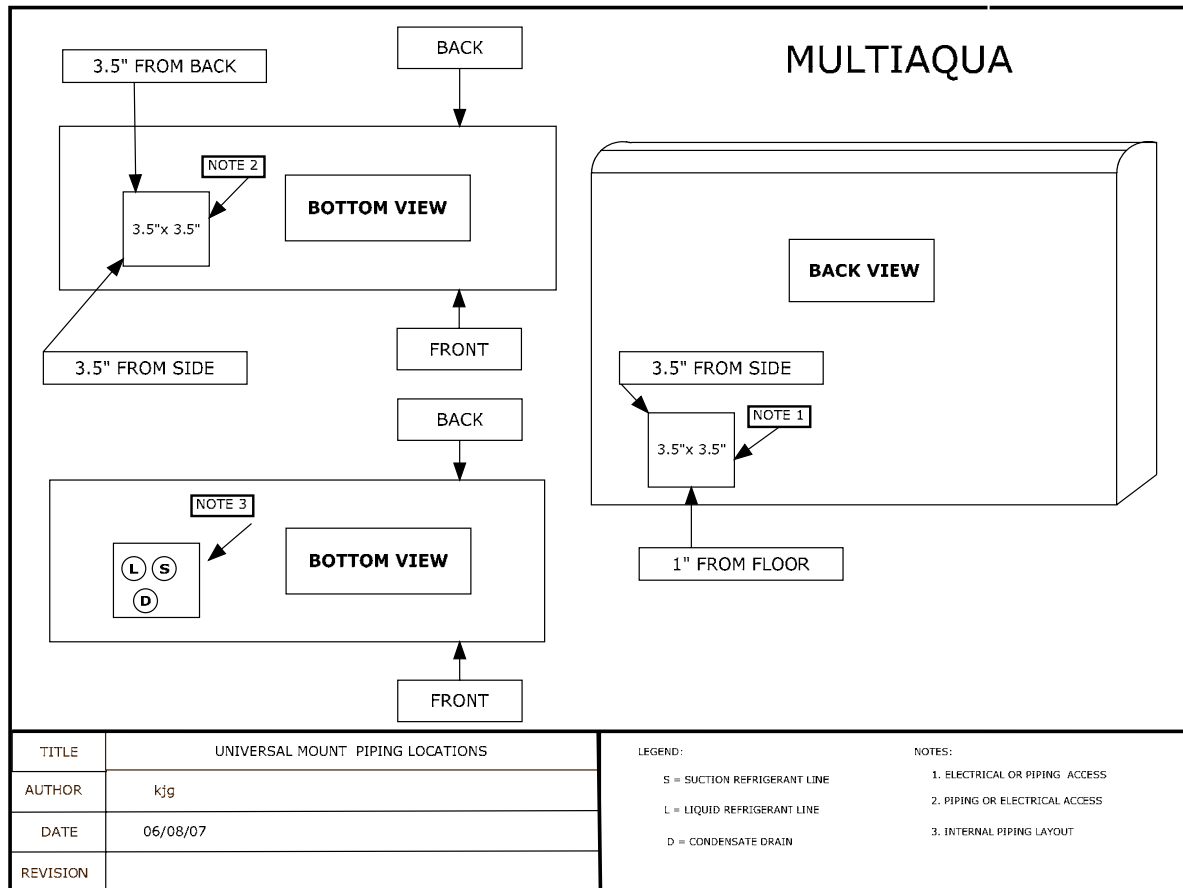 MULTIAQUA
BACK
3.5" FROM BACK
NOTE 2
3.5"x 3.5"
BOTTOM VIEW
FRONT
3.5" FROM SIDE
BACK VIEW
3.5" FROM SIDE
NOTE 1
3.5"x 3.5"
1" FROM FLOOR
BACK
NOTE 3
L S
D
BOTTOM VIEW
FRONT
TITLE UNIVERSAL MOUNT PIPING LOCATIONS
AUTHOR kjg
DATE 06/08/07
REVISION
LEGEND:
S = SUCTION REFRIGERANT LINE
L = LIQUID REFRIGERANT LINE
D = CONDENSATE DRAIN
NOTES:
1. ELECTRICAL OR PIPING ACCESS
2. PIPING OR ELECTRICAL ACCESS
3. INTERNAL PIPING LAYOUT